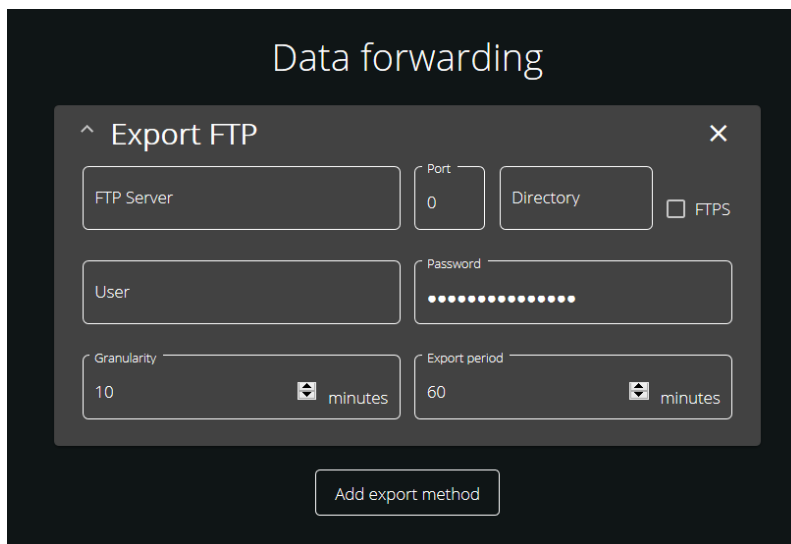 Data forwarding
Export FTP
FTP Server
Port
0
Directory
FTPS
User
Password
•••••••••••••••
Granularity
10
minutes
Export period
60
minutes
Add export method